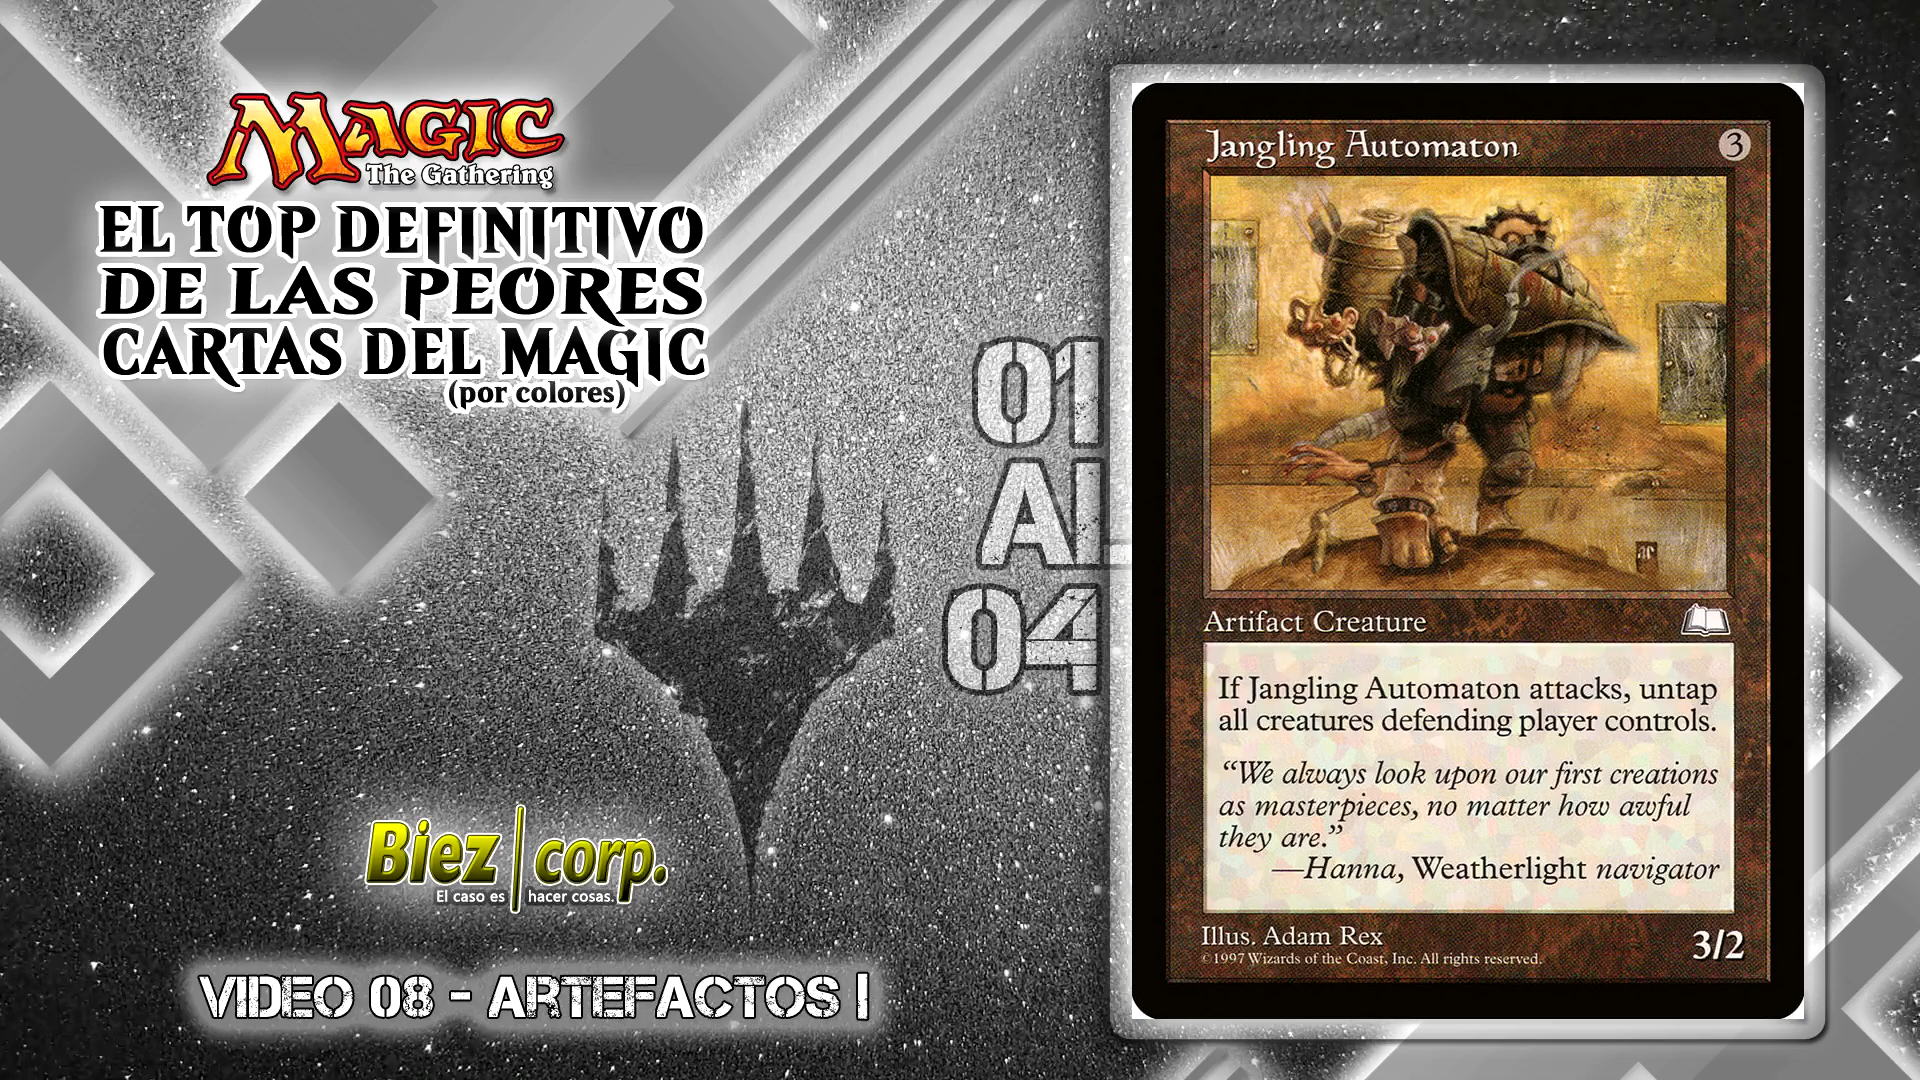 MAGIC
The Gathering
EL TOP DEFINITIVO
DE LAS PEORES
CARTAS DEL MAGIC
(por colores)
01
AL
04
Biez corp.
El caso es hacer cosas.
VIDEO 08 - ARTEFACTOS I
Jangling Automaton 3
Artifact Creature
If Jangling Automaton attacks, untap
all creatures defending player controls.
“We always look upon our first creations
as masterpieces, no matter how awful
they are.”
—Hanna, Weatherlight navigator
Illus. Adam Rex
© 1997 Wizards of the Coast, Inc. All rights reserved.
3/2